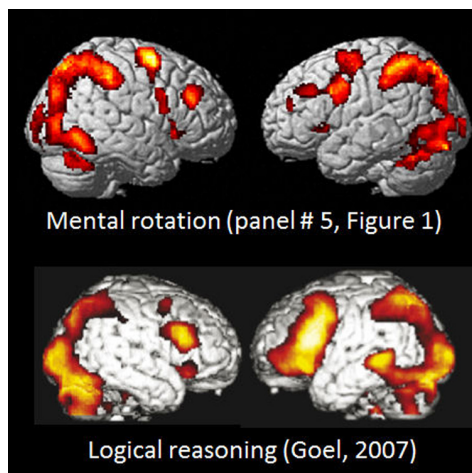 Mental rotation (panel # 5, Figure 1)
Logical reasoning (Goel, 2007)